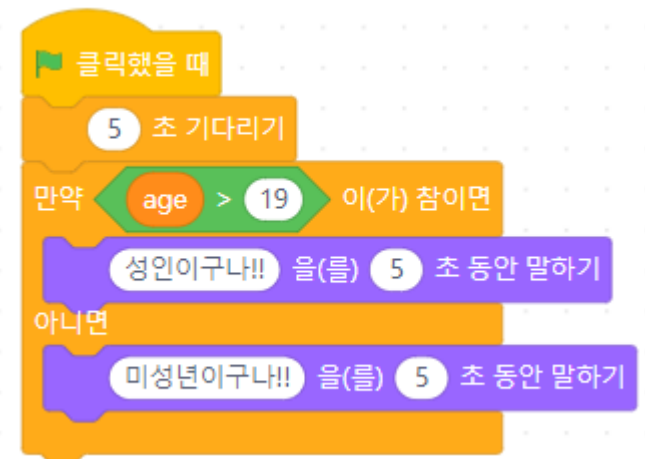 클릭했을 때
5 초 기다리기
만약 age > 19 이(가) 참이면
성인이구나!! 을(를) 5 초 동안 말하기
아니면
미성년이구나!! 을(를) 5 초 동안 말하기